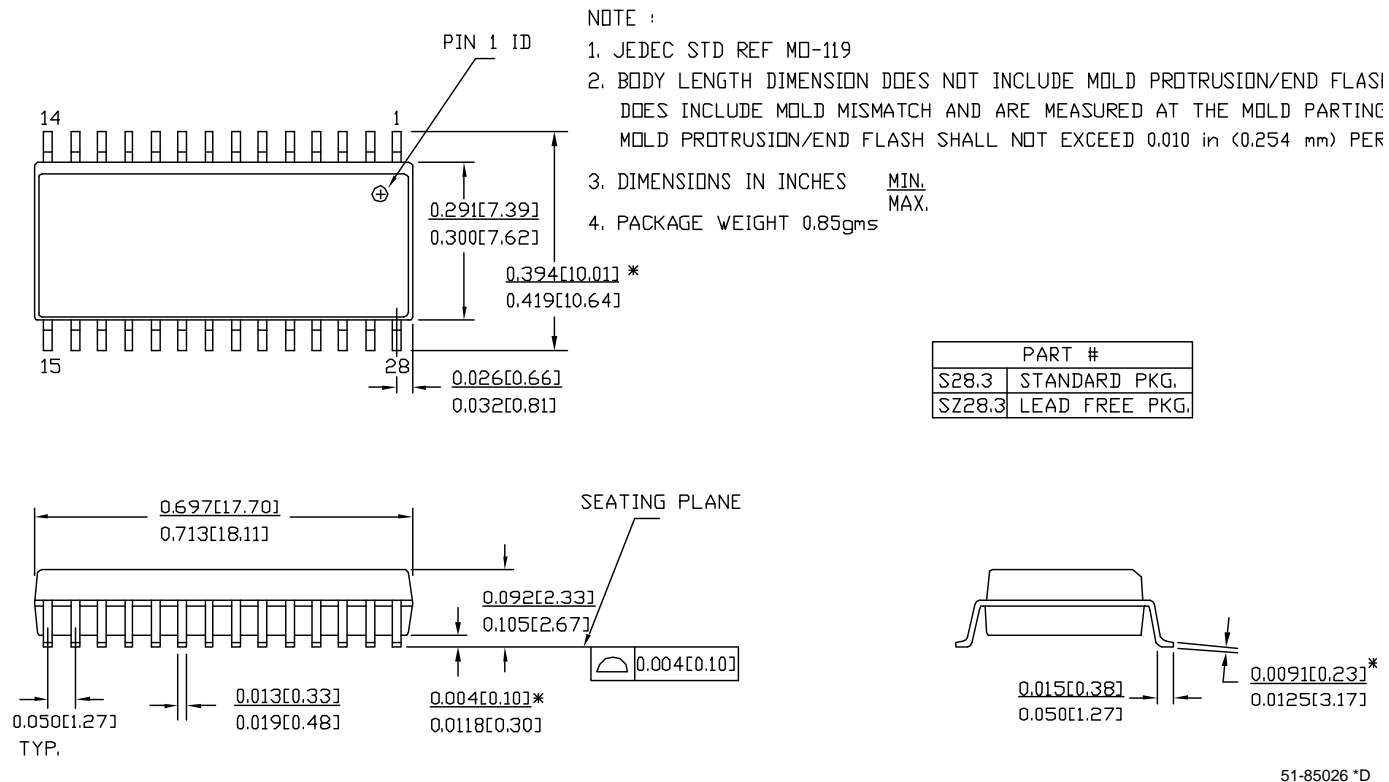 NOTE :
1. JEDEC STD REF MO-119
2. BODY LENGTH DIMENSION DOES NOT INCLUDE MOLD PROTRUSION/END FLASH
DOES INCLUDE MOLD MISMATCH AND ARE MEASURED AT THE MOLD PARTING
MOLD PROTRUSION/END FLASH SHALL NOT EXCEED 0.010 in (0.254 mm) PER
3. DIMENSIONS IN INCHES MIN.
MAX.
4. PACKAGE WEIGHT 0.85gms
PIN 1 ID
14 1
0.291[7.39]
0.300[7.62]
0.394[10.01] *
0.419[10.64]
15 28
0.026[0.66]
0.032[0.81]
PART #
S28.3 STANDARD PKG.
SZ28.3 LEAD FREE PKG.
0.697[17.70]
0.713[18.11]
SEATING PLANE
0.092[2.33]
0.105[2.67]
0.004[0.10]
0.050[1.27]
TYP.
0.013[0.33]
0.019[0.48]
0.004[0.10]*
0.0118[0.30]
0.015[0.38]
0.050[1.27]
0.0091[0.23]*
0.0125[3.17]
51-85026 *D